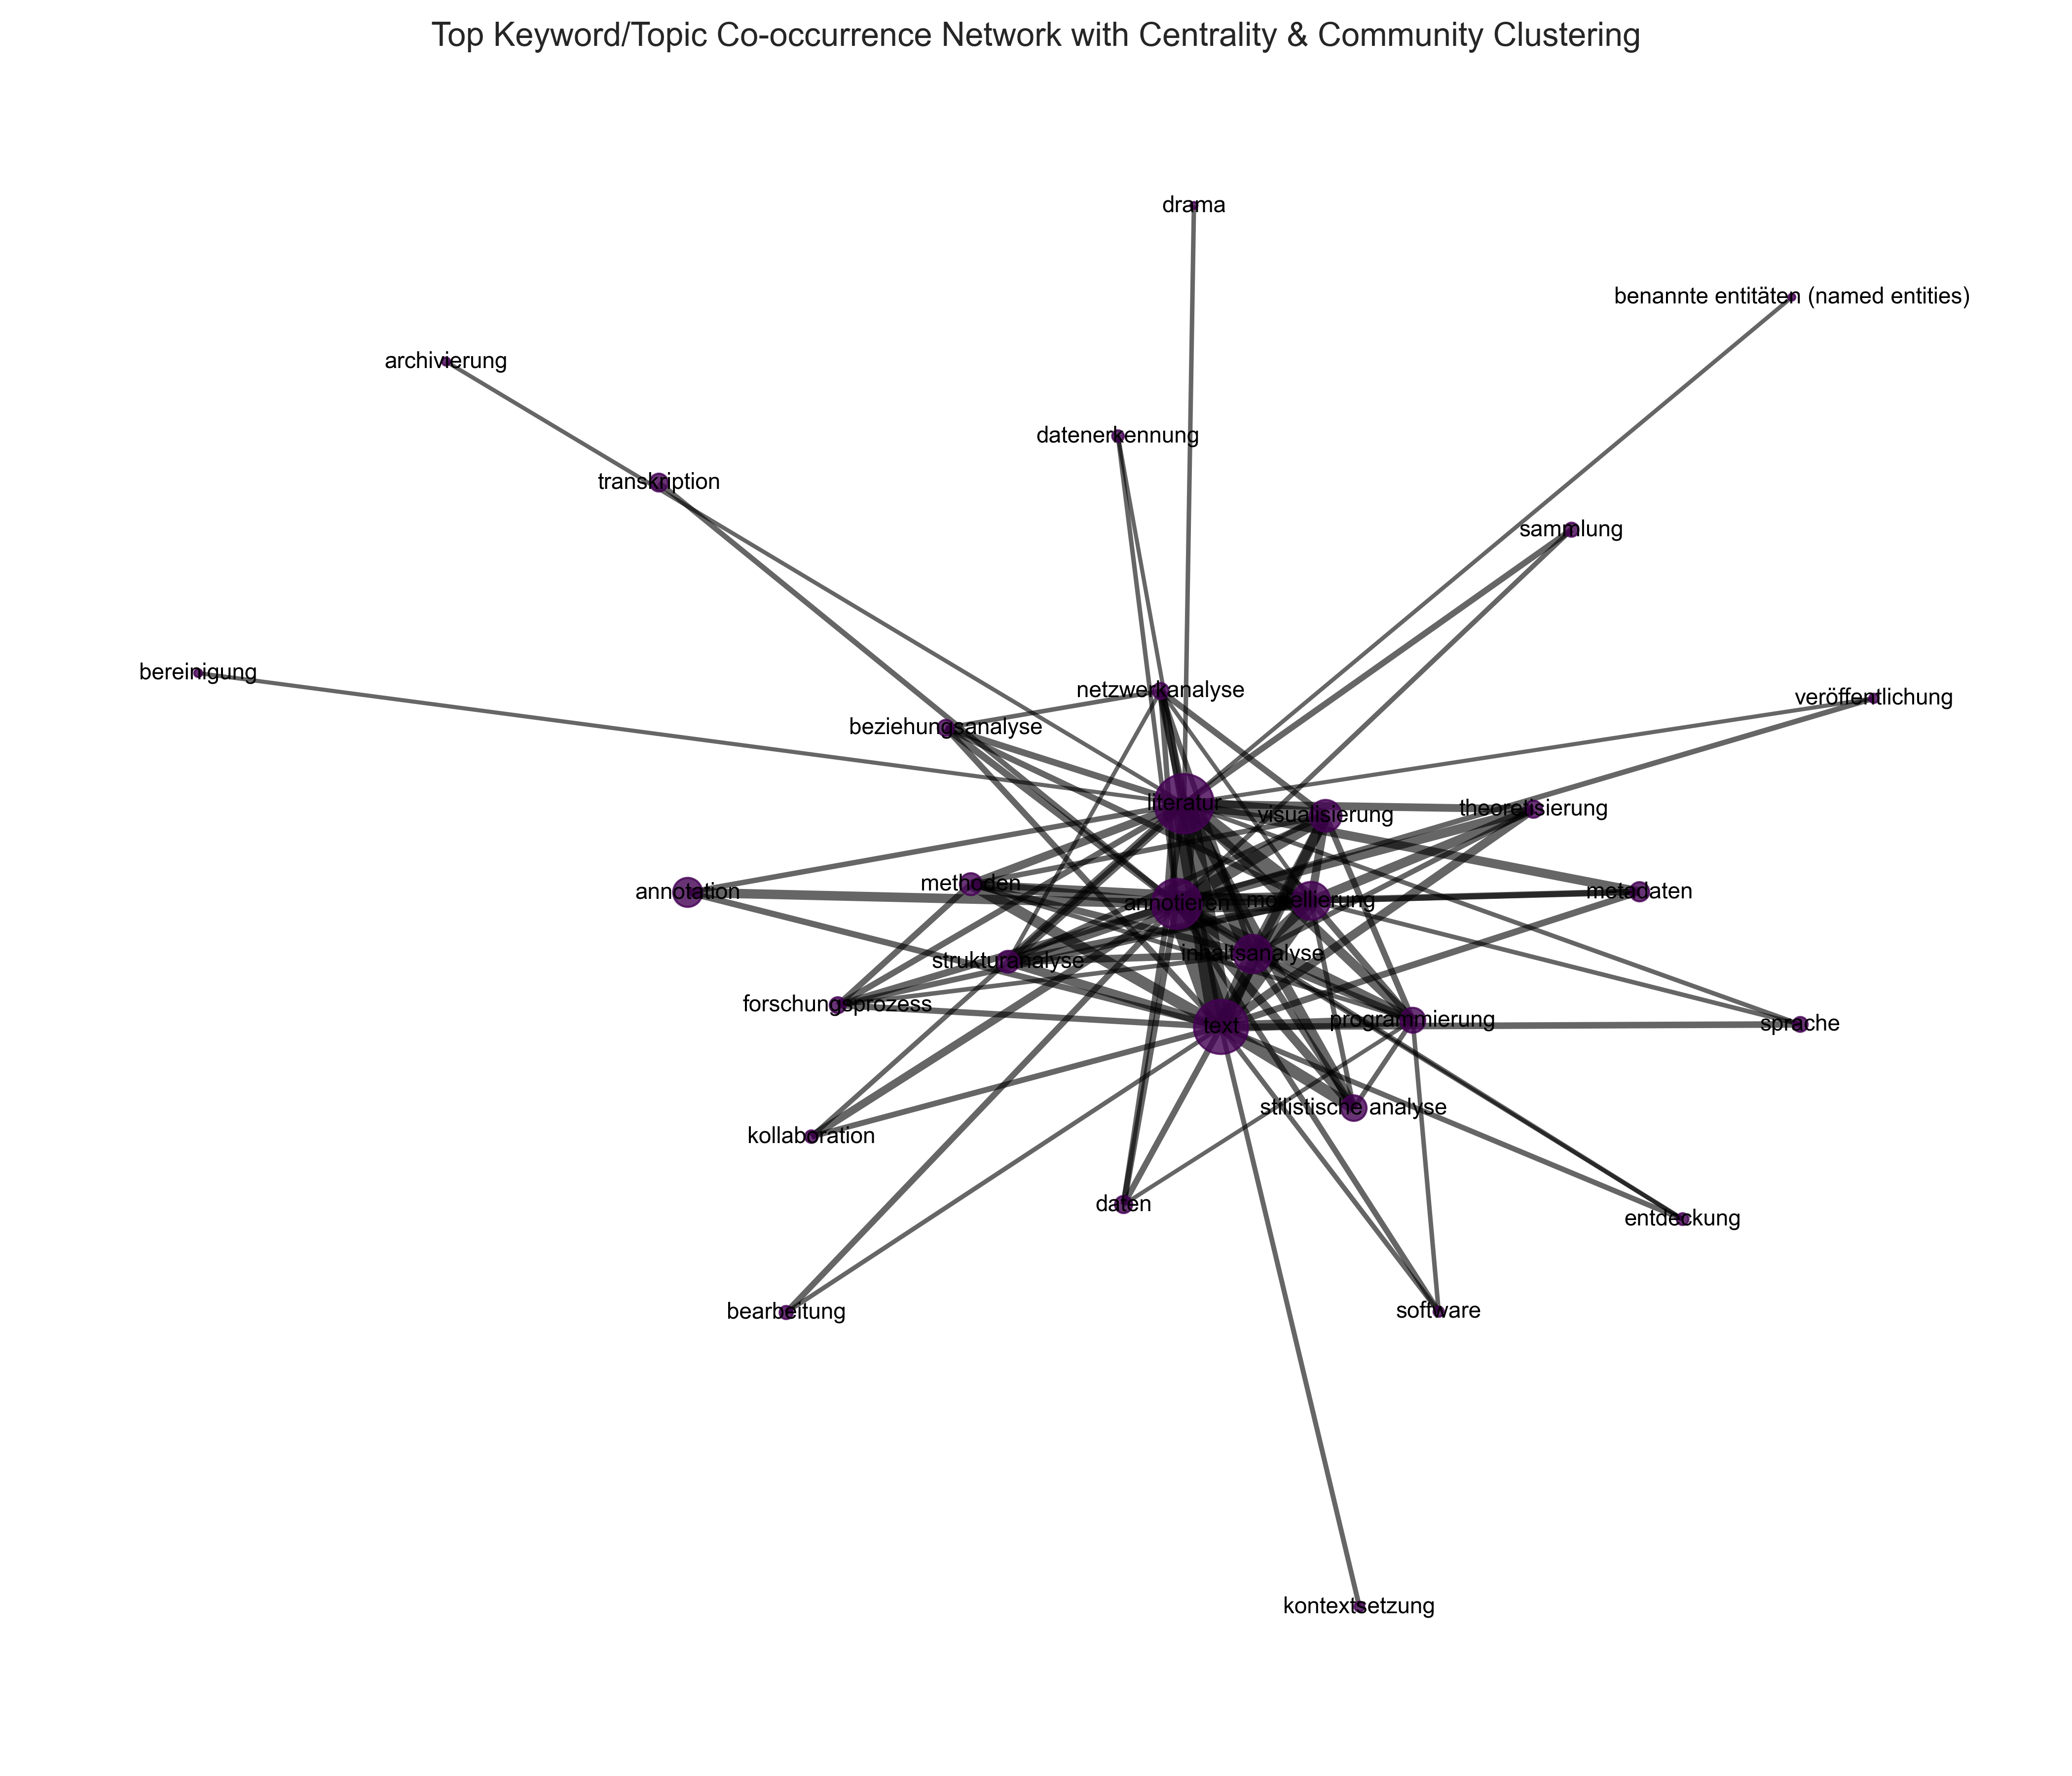 Top Keyword/Topic Co-occurrence Network with Centrality & Community Clustering
drama
benannte entitäten (named entities)
archivierung
datenerkennung
transkription
sammlung
bereinigung
netzwerkanalyse
veröffentlichung
beziehungsanalyse
literatur
theoretisierung
visualisierung
methoden
annotation
metadaten
annotieren
modellierung
inhaltsanalyse
strukturanalyse
forschungsprozess
programmierung
text
sprache
stilistische analyse
kollaboration
daten
entdeckung
bearbeitung
software
kontextsetzung